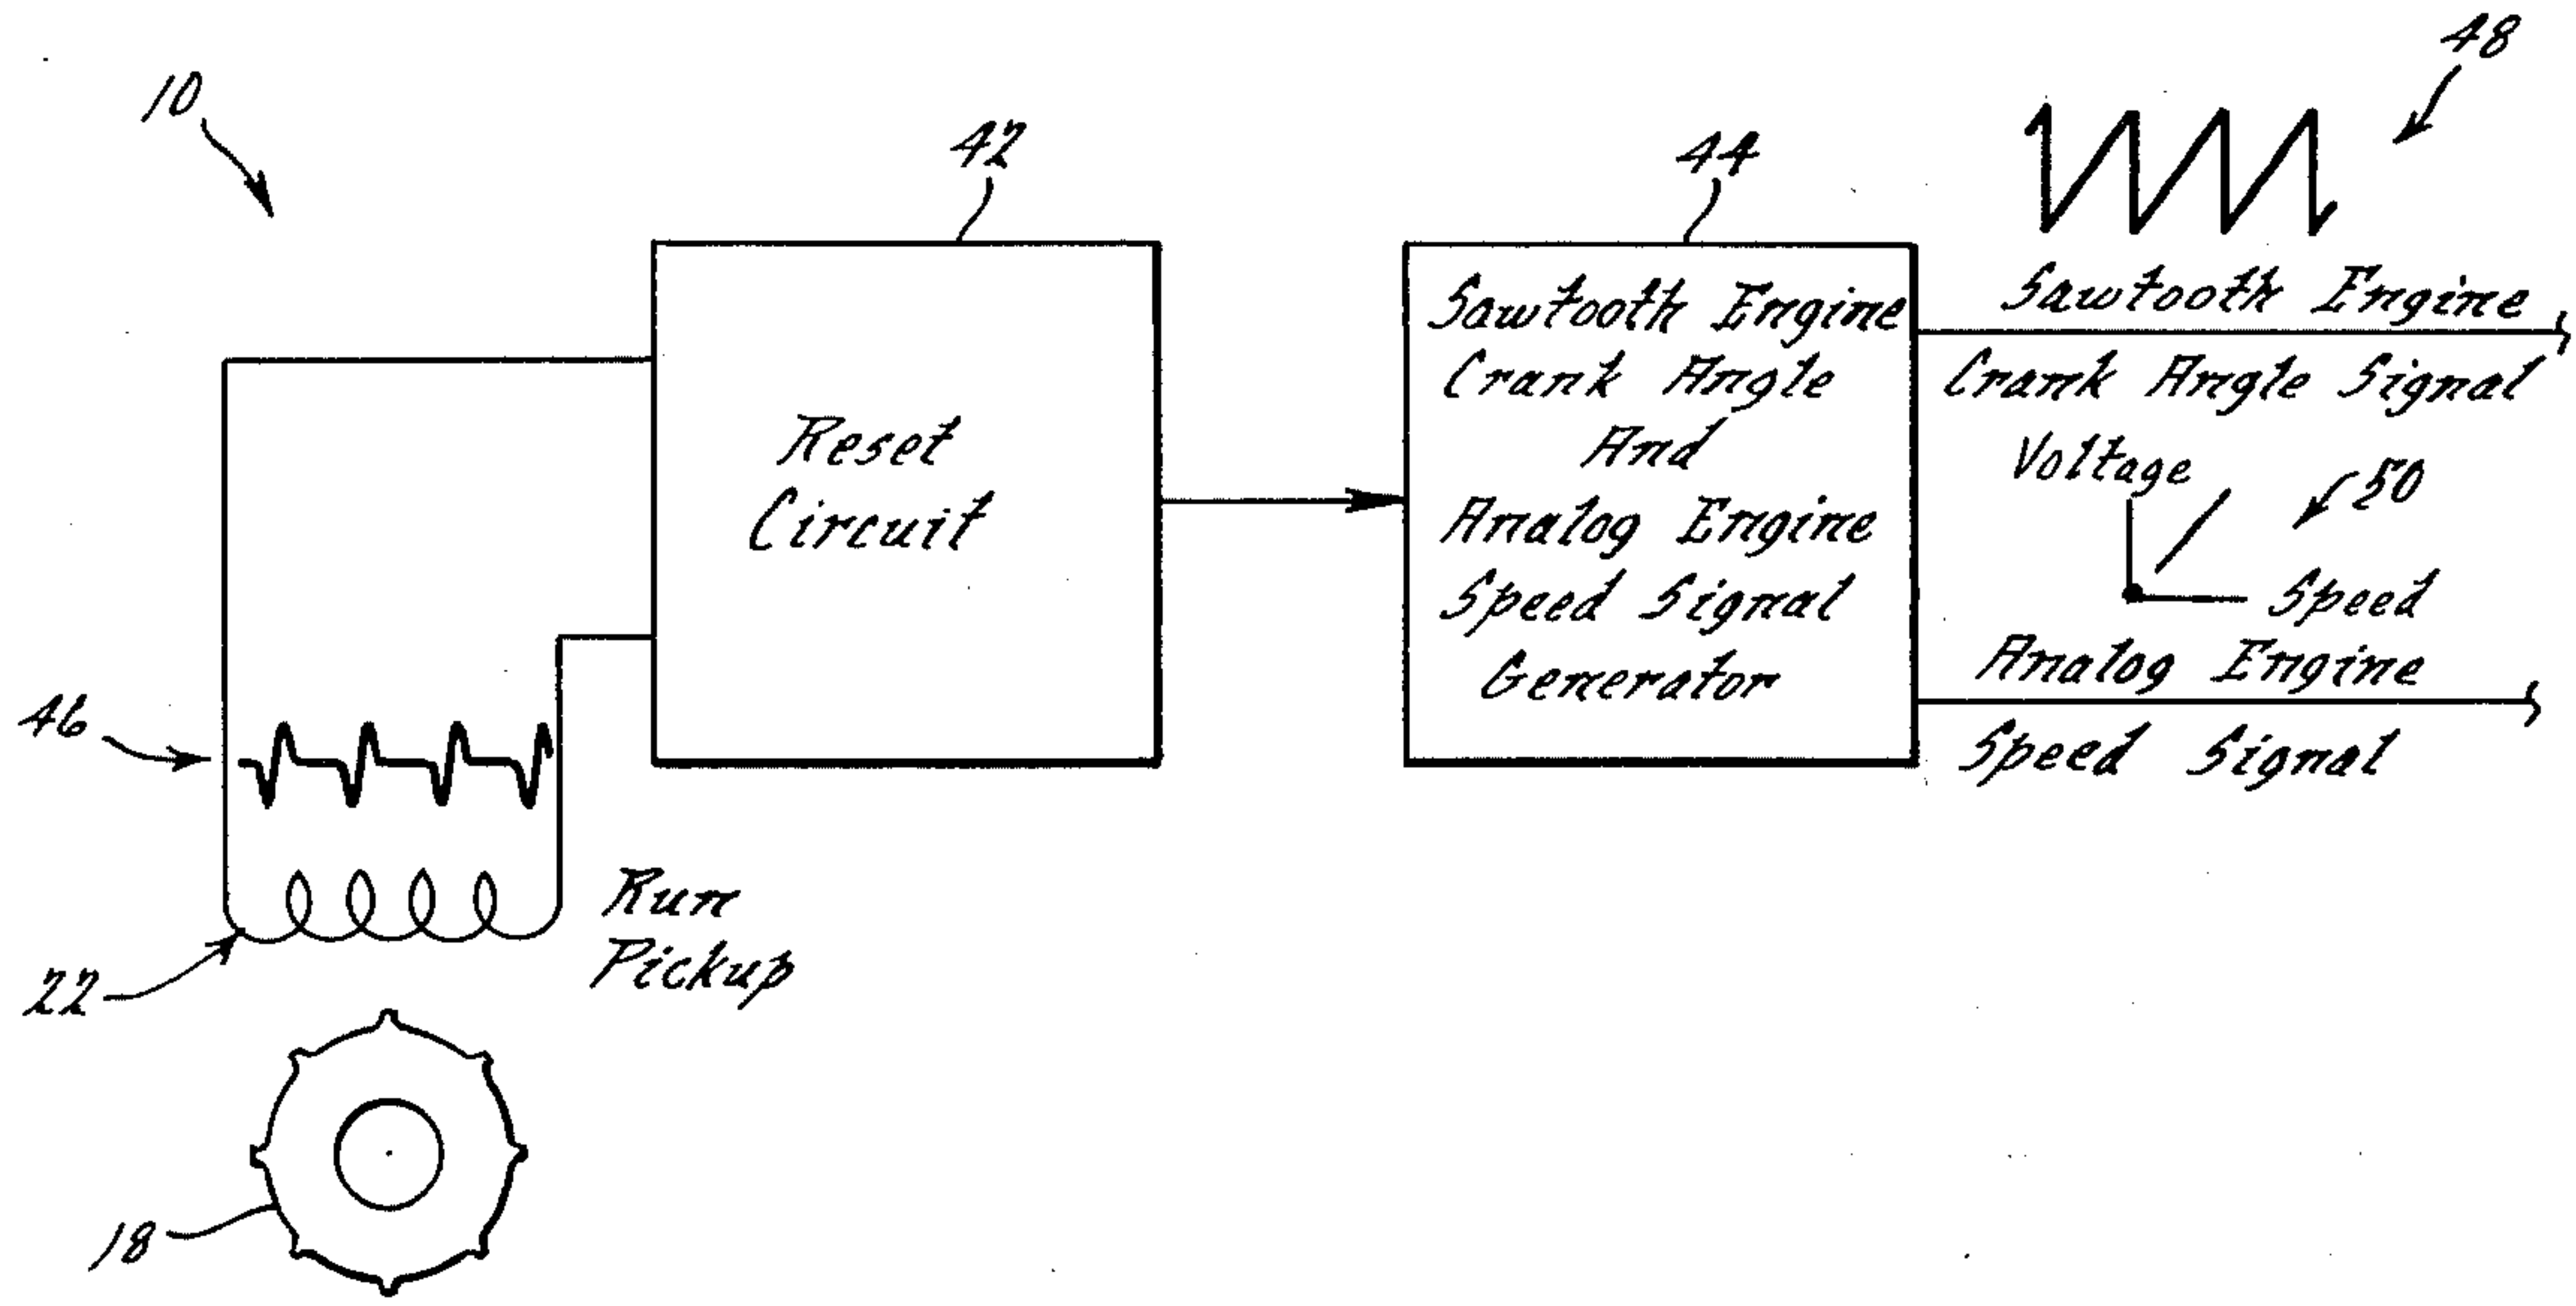 10
42
44
48
Reset
Circuit
Sawtooth Engine
Crank Angle
And
Analog Engine
Speed Signal
Generator
Sawtooth Engine
Crank Angle Signal
Voltage
50
Speed
Analog Engine
Speed Signal
46
Run
Pickup
22
18